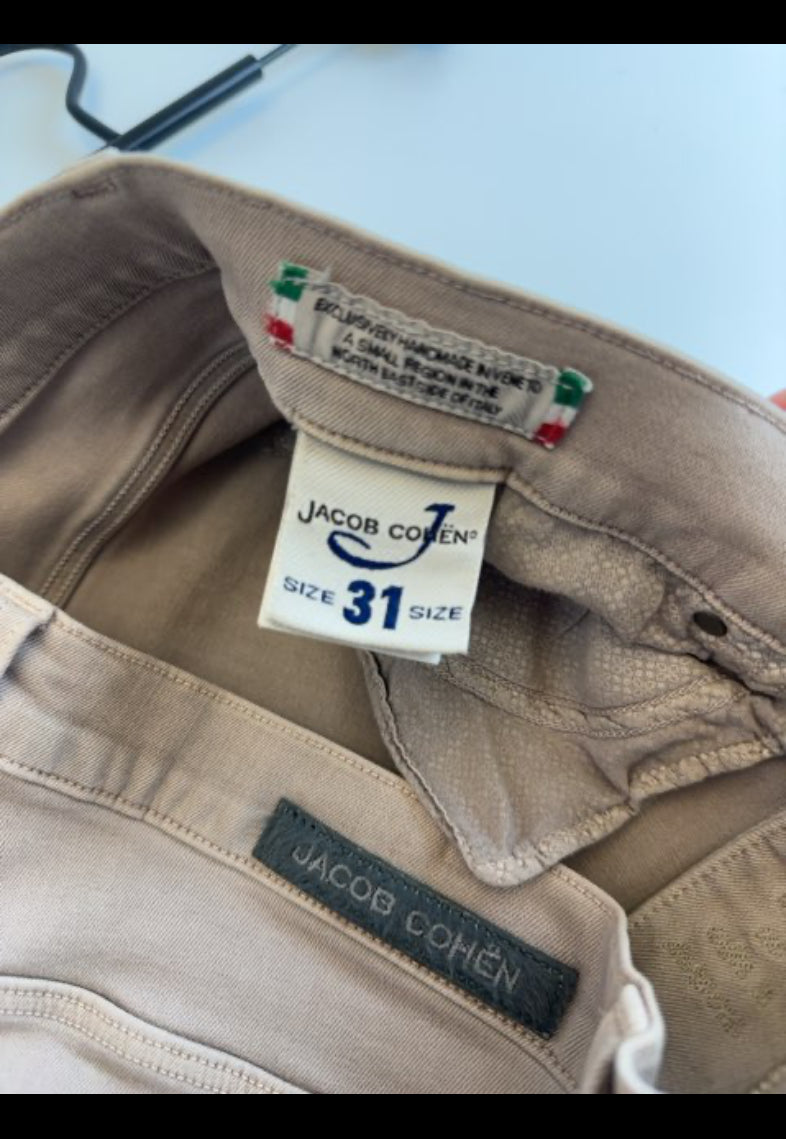 EXCLUSIVELY HANDMADE IN VENETO
A SMALL REGION IN THE
NORTH EAST SIDE OF ITALY
JACOB COHËN®
SIZE 31 SIZE
JACOB COHËN